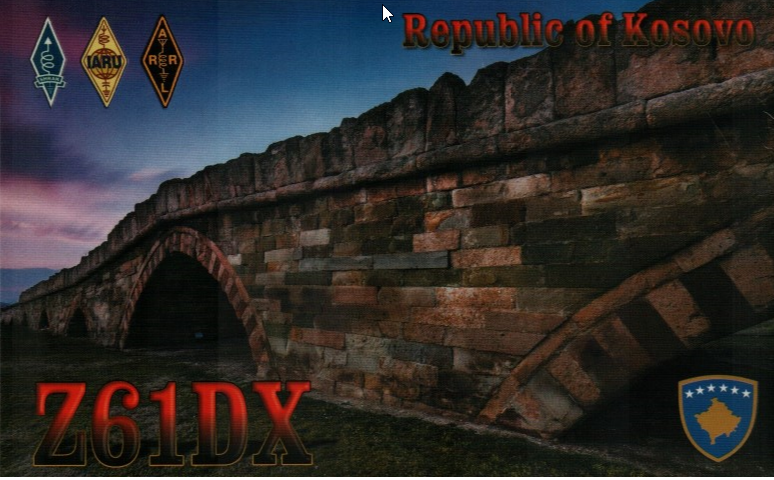 Republic of Kosovo
IARU
A
R R
L
Z61DX